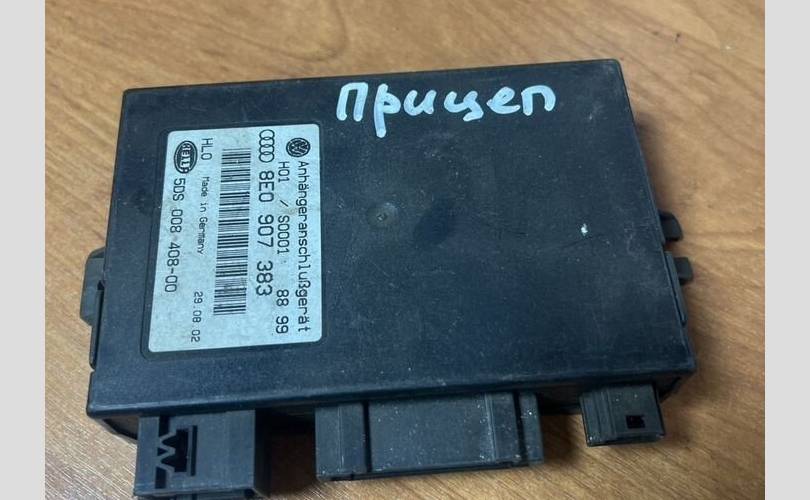 Прицеп
Anhängeranschlußgerät
H01 / S0001 88 99
8E0 907 383
HLO Made in Germany 29.08.02
HELLA 5DS 008 408-00